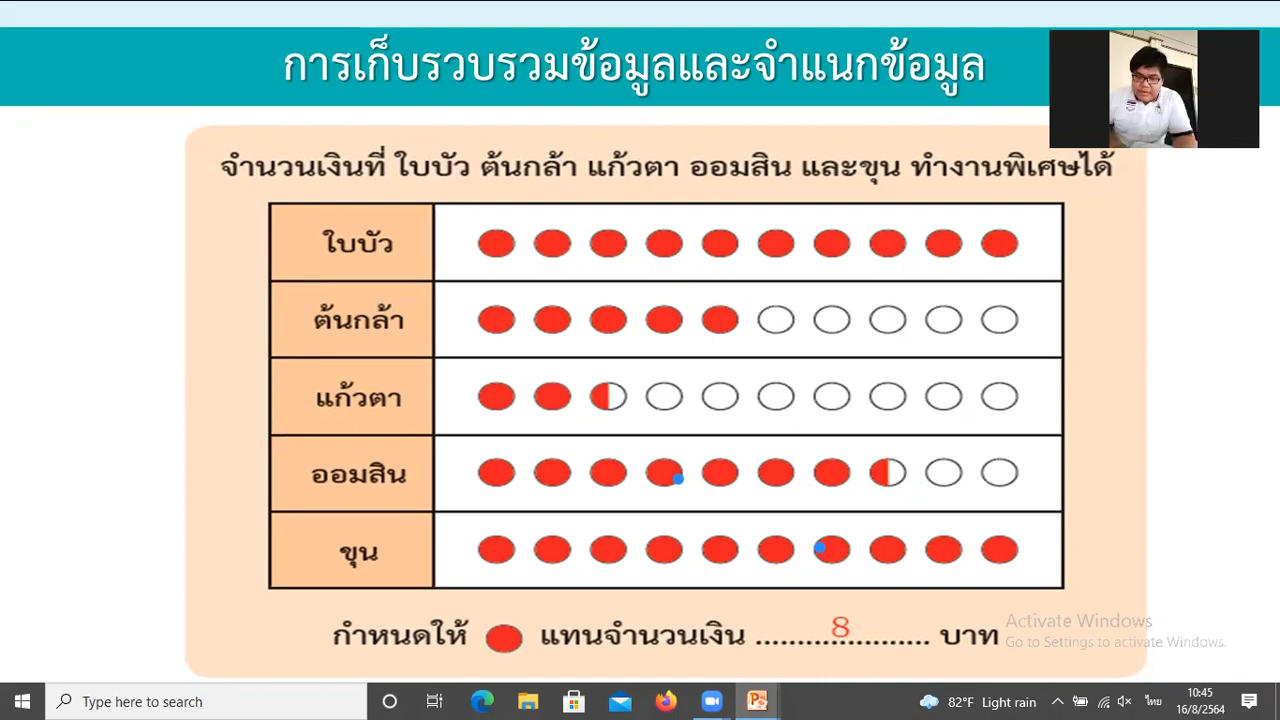 การเก็บรวบรวมข้อมูลและจำแนกข้อมูล
จำนวนเงินที่ ใบบัว ต้นกล้า แก้วตา ออมสิน และขุน ทำงานพิเศษได้
ใบบัว
ต้นกล้า
แก้วตา
ออมสิน
ขุน
กำหนดให้ แทนจำนวนเงิน ..........8.......... บาท
Activate Windows
Go to Settings to activate Windows.
Type here to search
82°F Light rain
ไทย
10:45
16/8/2564